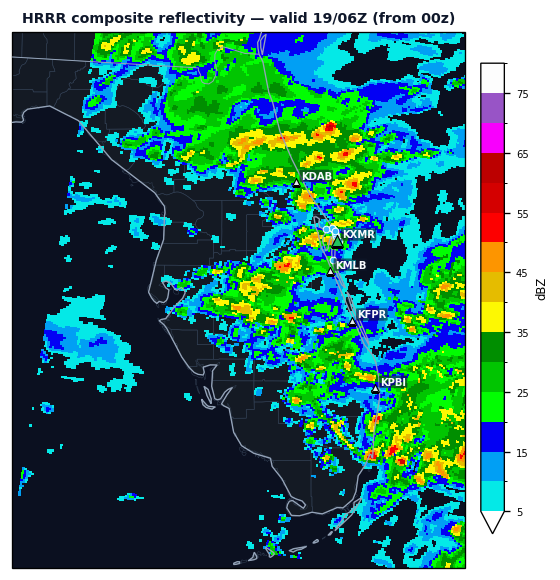 HRRR composite reflectivity — valid 19/06Z (from 00z)
KDAB
KXMR
KMLB
KFPR
KPBI
75
65
55
45
35
25
15
5
dBZ